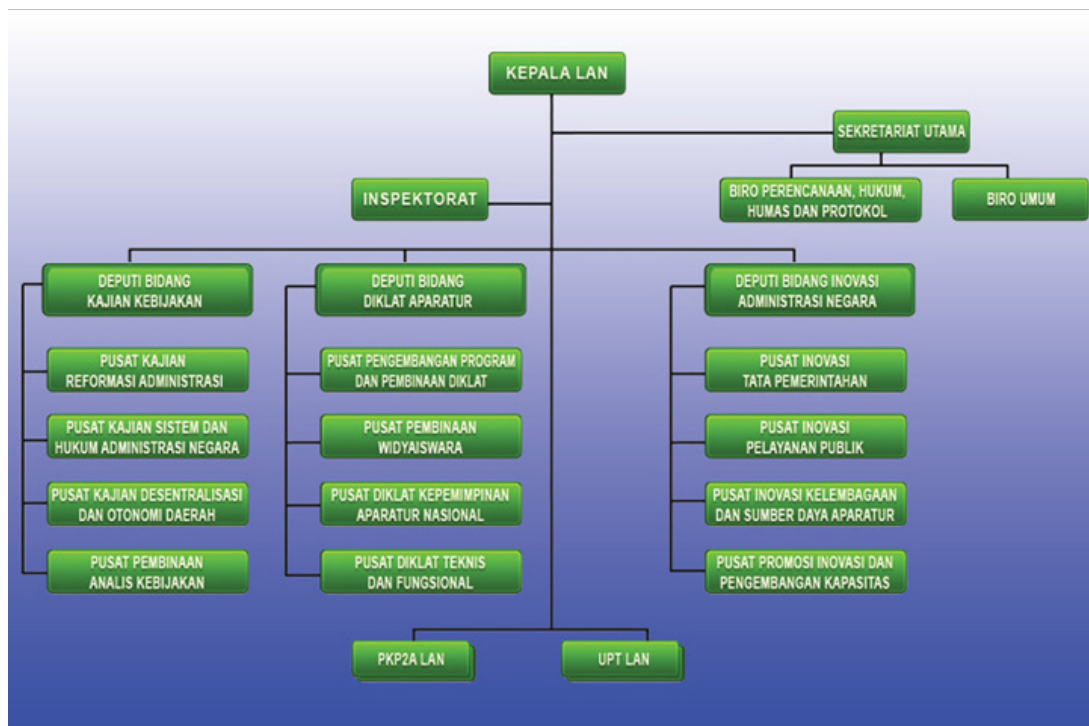 KEPALA LAN
SEKRETARIAT UTAMA
INSPEKTORAT
BIRO PERENCANAAN, HUKUM,
HUMAS DAN PROTOKOL
BIRO UMUM
DEPUTI BIDANG
KAJIAN KEBIJAKAN
PUSAT KAJIAN
REFORMASI ADMINISTRASI
PUSAT KAJIAN SISTEM DAN
HUKUM ADMINISTRASI NEGARA
PUSAT KAJIAN DESENTRALISASI
DAN OTONOMI DAERAH
PUSAT PEMBINAAN
ANALIS KEBIJAKAN
DEPUTI BIDANG
DIKLAT APARATUR
PUSAT PENGEMBANGAN PROGRAM
DAN PEMBINAAN DIKLAT
PUSAT PEMBINAAN
WIDYAISWARA
PUSAT DIKLAT KEPEMIMPINAN
APARATUR NASIONAL
PUSAT DIKLAT TEKNIS
DAN FUNGSIONAL
DEPUTI BIDANG INOVASI
ADMINISTRASI NEGARA
PUSAT INOVASI
TATA PEMERINTAHAN
PUSAT INOVASI
PELAYANAN PUBLIK
PUSAT INOVASI KELEMBAGAAN
DAN SUMBER DAYA APARATUR
PUSAT PROMOSI INOVASI DAN
PENGEMBANGAN KAPASITAS
PKP2A LAN
UPT LAN